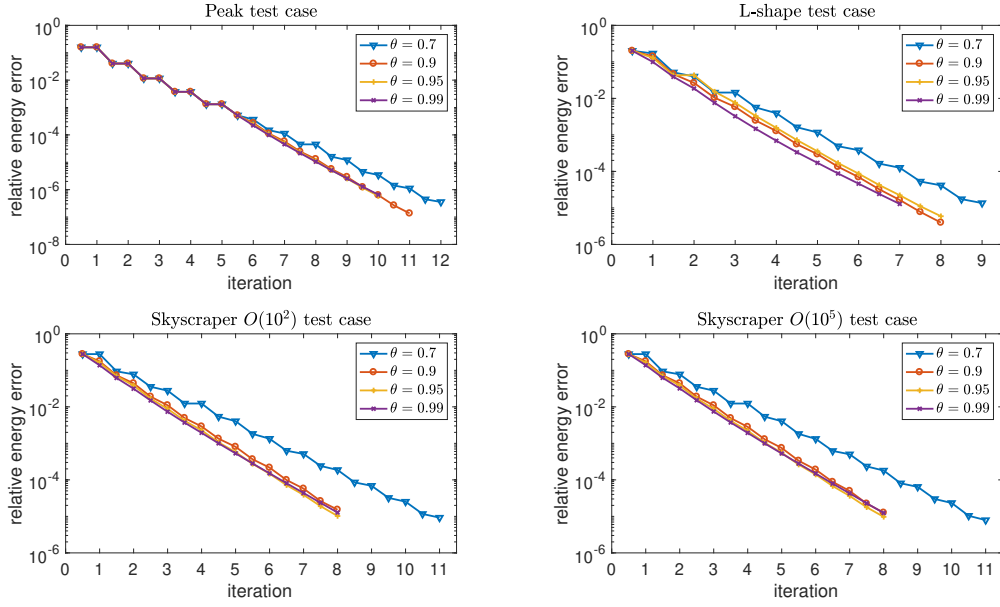 Peak test case
10^0
10^-2
10^-4
10^-6
10^-8
relative energy error
0 1 2 3 4 5 6 7 8 9 10 11 12
iteration
θ = 0.7
θ = 0.9
θ = 0.95
θ = 0.99
L-shape test case
10^0
10^-2
10^-4
10^-6
relative energy error
0 1 2 3 4 5 6 7 8 9
iteration
θ = 0.7
θ = 0.9
θ = 0.95
θ = 0.99
Skyscraper O(10^2) test case
10^0
10^-2
10^-4
10^-6
relative energy error
0 1 2 3 4 5 6 7 8 9 10 11
iteration
θ = 0.7
θ = 0.9
θ = 0.95
θ = 0.99
Skyscraper O(10^5) test case
10^0
10^-2
10^-4
10^-6
relative energy error
0 1 2 3 4 5 6 7 8 9 10 11
iteration
θ = 0.7
θ = 0.9
θ = 0.95
θ = 0.99